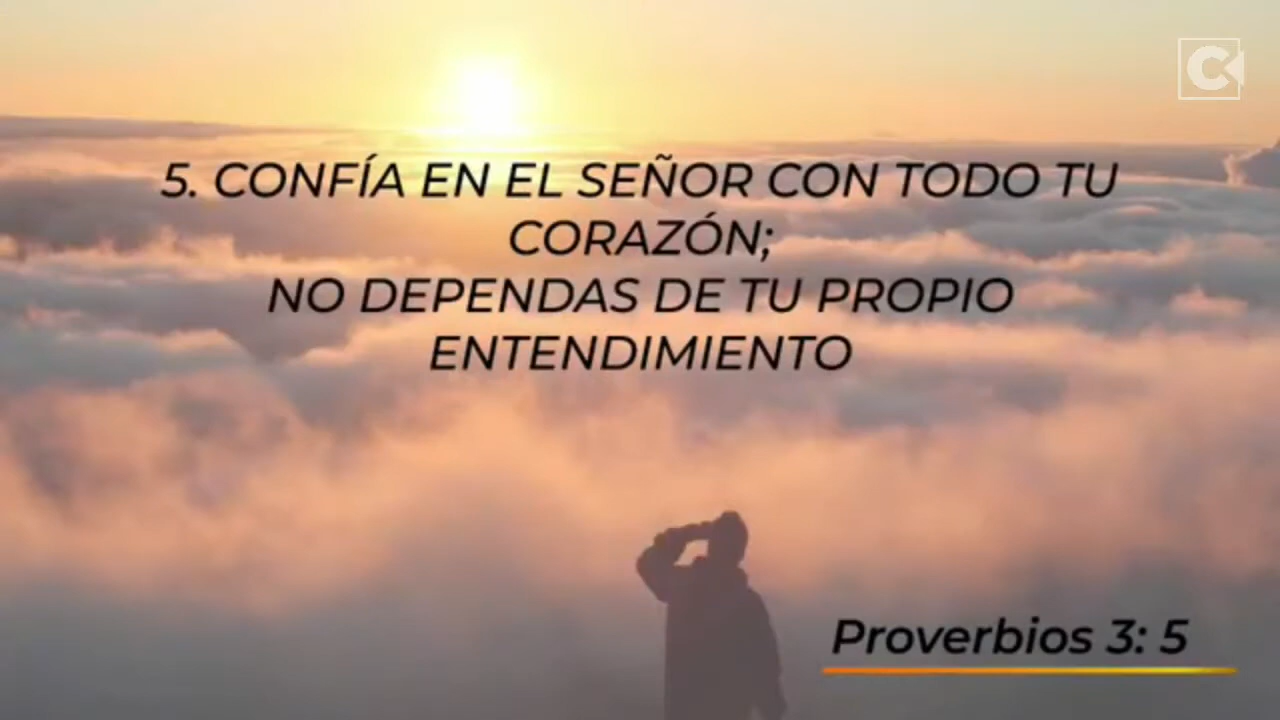 5. CONFÍA EN EL SEÑOR CON TODO TU
CORAZÓN;
NO DEPENDAS DE TU PROPIO
ENTENDIMIENTO
Proverbios 3: 5